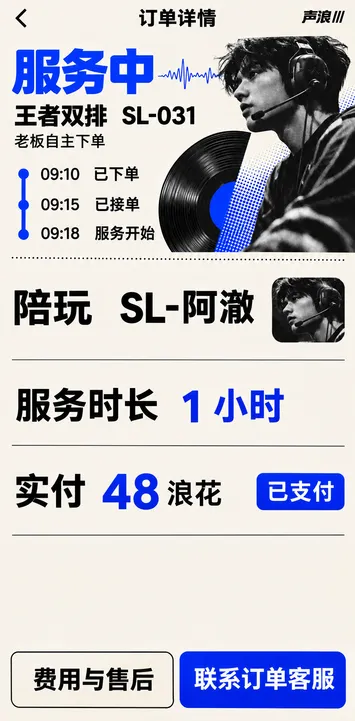 订单详情
声浪
服务中
王者双排 SL-031
老板自主下单
09:10 已下单
09:15 已接单
09:18 服务开始
陪玩 SL-阿澈
服务时长 1 小时
实付 48 浪花 已支付
费用与售后 联系订单客服